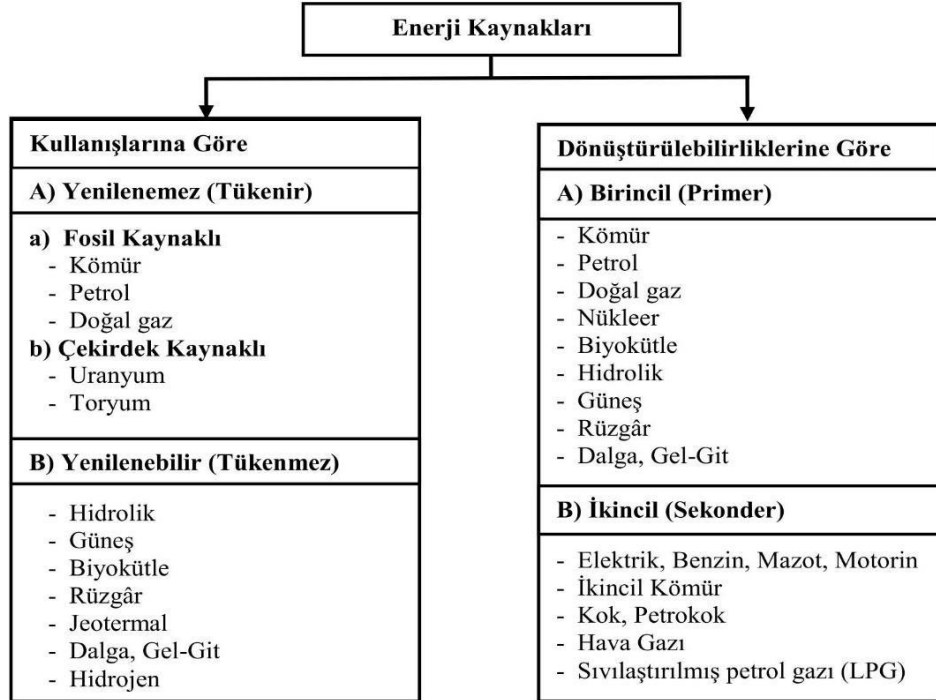 Enerji Kaynakları
Kullanışlarına Göre
A) Yenilenemez (Tükenir)
a) Fosil Kaynaklı
- Kömür
- Petrol
- Doğal gaz
b) Çekirdek Kaynaklı
- Uranyum
- Toryum
B) Yenilenebilir (Tükenmez)
- Hidrolik
- Güneş
- Biyokütle
- Rüzgâr
- Jeotermal
- Dalga, Gel-Git
- Hidrojen
Dönüştürülebilirliklerine Göre
A) Birincil (Primer)
- Kömür
- Petrol
- Doğal gaz
- Nükleer
- Biyokütle
- Hidrolik
- Güneş
- Rüzgâr
- Dalga, Gel-Git
B) İkincil (Sekonder)
- Elektrik, Benzin, Mazot, Motorin
- İkincil Kömür
- Kok, Petrokok
- Hava Gazı
- Sıvılaştırılmış petrol gazı (LPG)